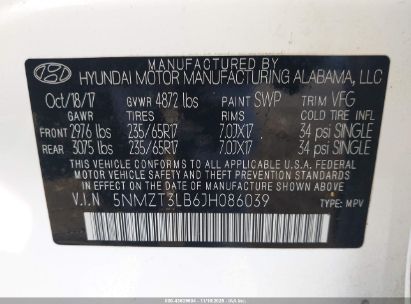 MANUFACTURED BY
HYUNDAI MOTOR MANUFACTURING ALABAMA, LLC
Oct/18/17 GVWR 4872 lbs PAINT SWP TRIM VFG
GAWR TIRES RIMS COLD TIRE INFL
FRONT 2976 lbs 235/65R17 7.0JX17 34 psi SINGLE
REAR 3075 lbs 235/65R17 7.0JX17 34 psi SINGLE
THIS VEHICLE CONFORMS TO ALL APPLICABLE U.S.A. FEDERAL
MOTOR VEHICLE SAFETY AND THEFT PREVENTION STANDARDS
IN EFFECT ON THE DATE OF MANUFACTURE SHOWN ABOVE.
V.I.N 5NMZT3LB6JH086039 TYPE: MPV